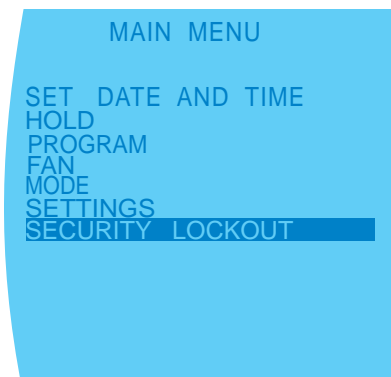 MAIN MENU
SET DATE AND TIME
HOLD
PROGRAM
FAN
MODE
SETTINGS
SECURITY LOCKOUT